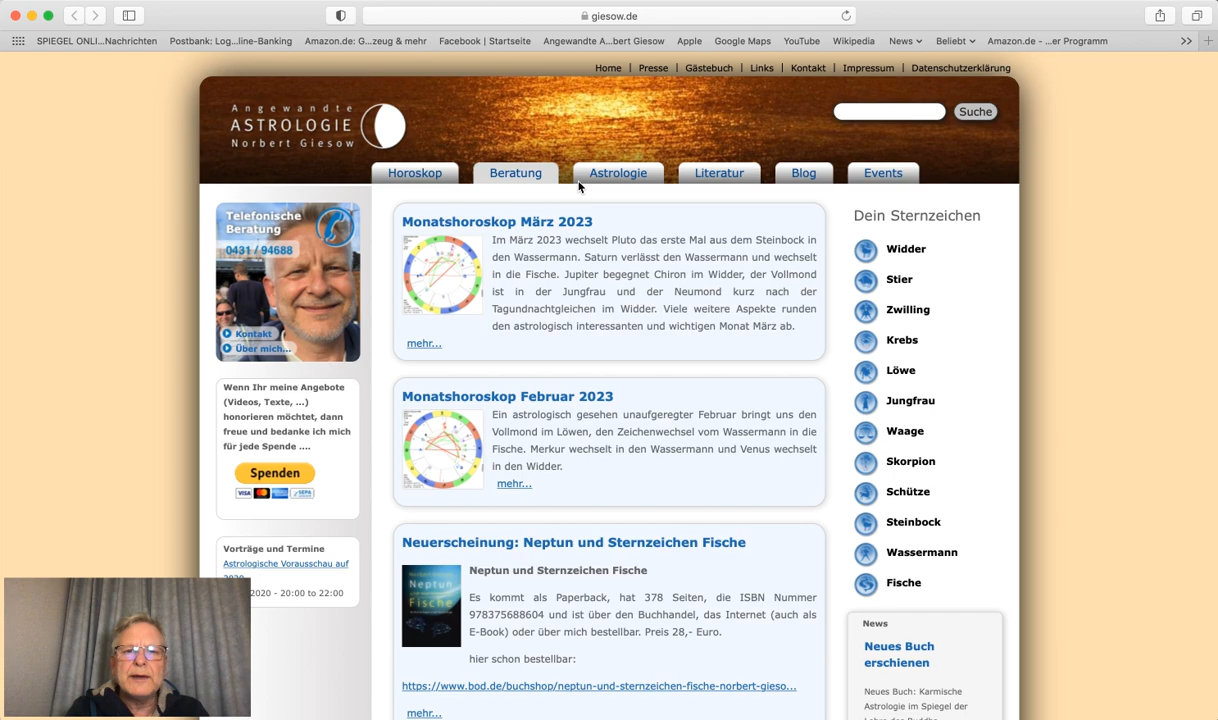 giesow.de
SPIEGEL ONLI...Nachrichten
Postbank: Log...line-Banking
Amazon.de: G...zeug & mehr
Facebook | Startseite
Angewandte A...bert Giesow
Apple
Google Maps
YouTube
Wikipedia
News
Beliebt
Amazon.de - ...er Programm
Home | Presse | Gästebuch | Links | Kontakt | Impressum | Datenschutzerklärung
Angewandte
ASTROLOGIE
Norbert Giesow
Suche
Horoskop
Beratung
Astrologie
Literatur
Blog
Events
Telefonische
Beratung
0431 / 94688
Kontakt
Über mich...
Wenn Ihr meine Angebote
(Videos, Texte, ...)
honorieren möchtet, dann
freue und bedanke ich mich
für jede Spende ....
Spenden
VISA
SEPA
Vorträge und Termine
Astrologische Vorausschau auf
2020 - 20:00 to 22:00
Monatshoroskop März 2023
Im März 2023 wechselt Pluto das erste Mal aus dem Steinbock in
den Wassermann. Saturn verlässt den Wassermann und wechselt
in die Fische. Jupiter begegnet Chiron im Widder, der Vollmond
ist in der Jungfrau und der Neumond kurz nach der
Tagundnachtgleichen im Widder. Viele weitere Aspekte runden
den astrologisch interessanten und wichtigen Monat März ab.
mehr...
Monatshoroskop Februar 2023
Ein astrologisch gesehen unaufgeregter Februar bringt uns den
Vollmond im Löwen, den Zeichenwechsel vom Wassermann in die
Fische. Merkur wechselt in den Wassermann und Venus wechselt
in den Widder.
mehr...
Neuerscheinung: Neptun und Sternzeichen Fische
Neptun
Fische
Neptun und Sternzeichen Fische
Es kommt als Paperback, hat 378 Seiten, die ISBN Nummer
978375688604 und ist über den Buchhandel, das Internet (auch als
E-Book) oder über mich bestellbar. Preis 28,- Euro.
hier schon bestellbar:
https://www.bod.de/buchshop/neptun-und-sternzeichen-fische-norbert-gieso...
mehr...
Dein Sternzeichen
Widder
Stier
Zwilling
Krebs
Löwe
Jungfrau
Waage
Skorpion
Schütze
Steinbock
Wassermann
Fische
News
Neues Buch
erschienen
Neues Buch: Karmische
Astrologie im Spiegel der
Lehre des Buddha